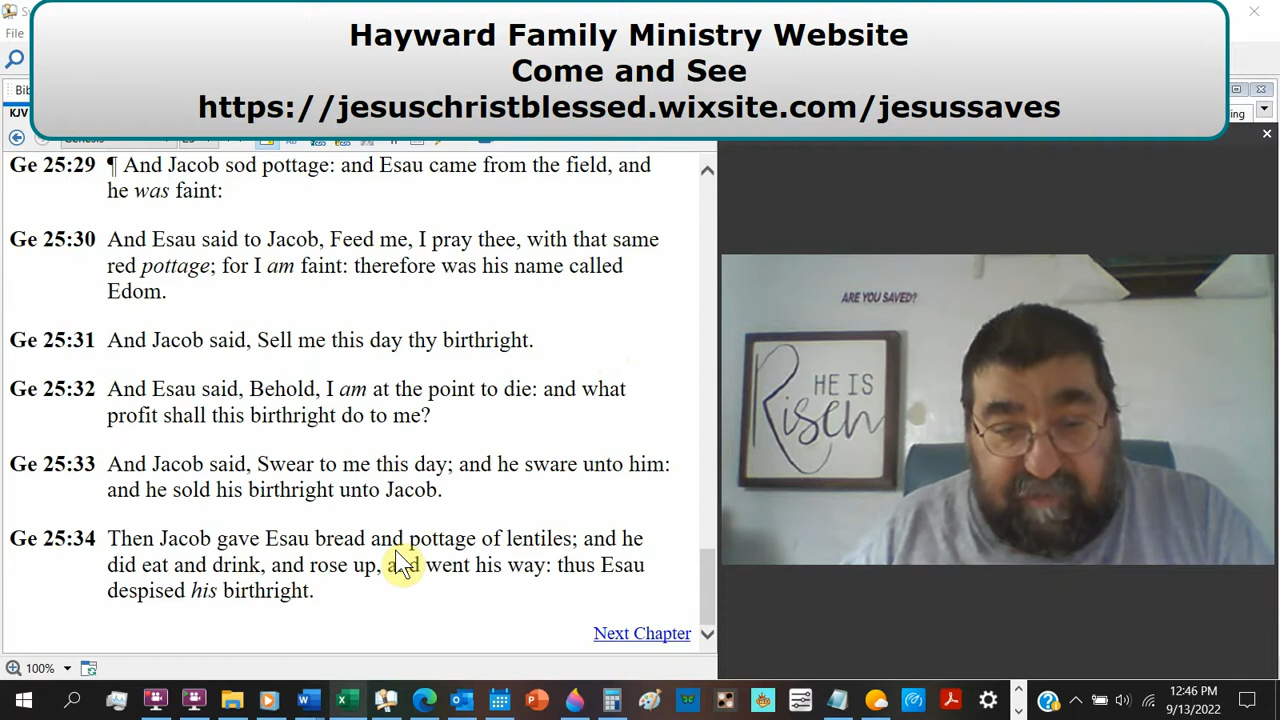 Hayward Family Ministry Website
Come and See
https://jesuschristblessed.wixsite.com/jesussaves
File
Bib
KJV
ing
Ge 25:29 ¶ And Jacob sod pottage: and Esau came from the field, and
he was faint:
Ge 25:30 And Esau said to Jacob, Feed me, I pray thee, with that same
red pottage; for I am faint: therefore was his name called
Edom.
Ge 25:31 And Jacob said, Sell me this day thy birthright.
Ge 25:32 And Esau said, Behold, I am at the point to die: and what
profit shall this birthright do to me?
Ge 25:33 And Jacob said, Swear to me this day; and he sware unto him:
and he sold his birthright unto Jacob.
Ge 25:34 Then Jacob gave Esau bread and pottage of lentiles; and he
did eat and drink, and rose up, and went his way: thus Esau
despised his birthright.
Next Chapter
100%
ARE YOU SAVED?
HE IS
Risen
12:46 PM
9/13/2022